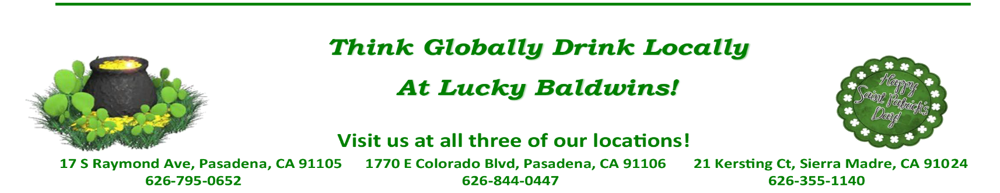 Think Globally Drink Locally
At Lucky Baldwins!
Happy
Saint Patrick's
Day!
Visit us at all three of our locations!
17 S Raymond Ave, Pasadena, CA 91105
626-795-0652
1770 E Colorado Blvd, Pasadena, CA 91106
626-844-0447
21 Kersting Ct, Sierra Madre, CA 91024
626-355-1140